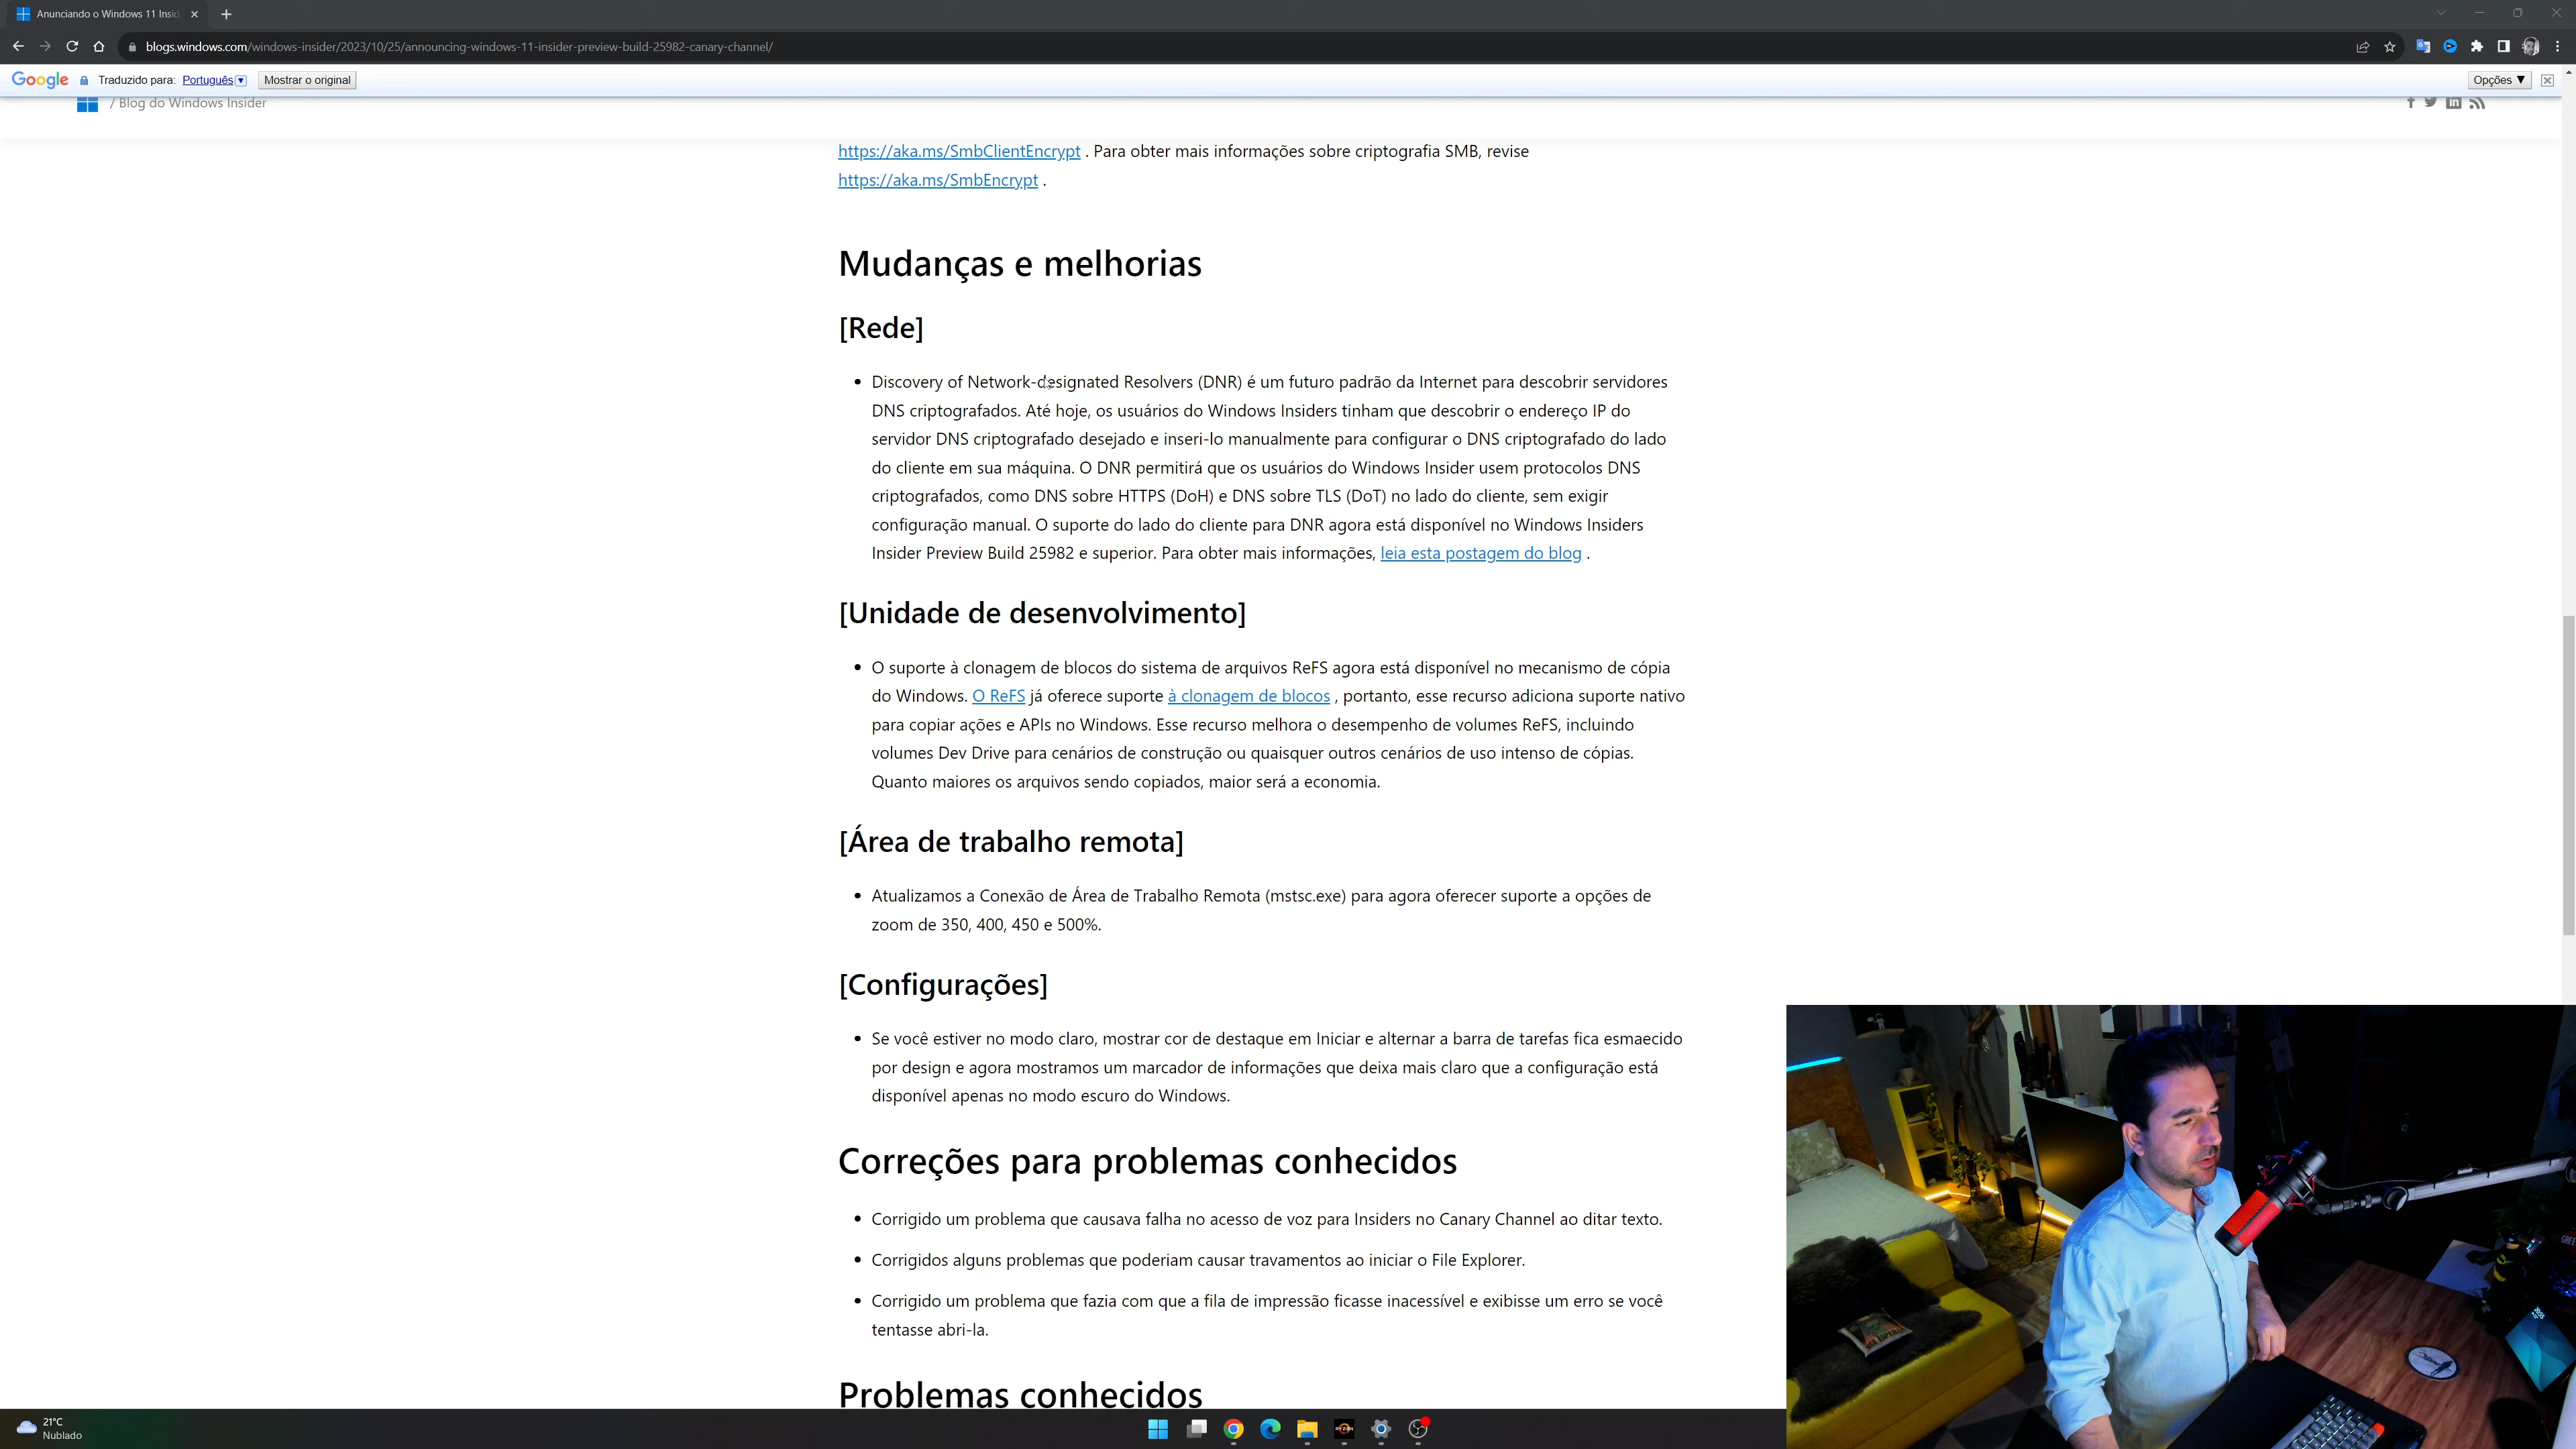 Anunciando o Windows 11 Insid
blogs.windows.com/windows-insider/2023/10/25/announcing-windows-11-insider-preview-build-25982-canary-channel/
Google Traduzido para: Português Mostrar o original Opções ▼
/ Blog do Windows Insider
https://aka.ms/SmbClientEncrypt . Para obter mais informações sobre criptografia SMB, revise
https://aka.ms/SmbEncrypt .
Mudanças e melhorias
[Rede]
• Discovery of Network-designated Resolvers (DNR) é um futuro padrão da Internet para descobrir servidores
DNS criptografados. Até hoje, os usuários do Windows Insiders tinham que descobrir o endereço IP do
servidor DNS criptografado desejado e inseri-lo manualmente para configurar o DNS criptografado do lado
do cliente em sua máquina. O DNR permitirá que os usuários do Windows Insider usem protocolos DNS
criptografados, como DNS sobre HTTPS (DoH) e DNS sobre TLS (DoT) no lado do cliente, sem exigir
configuração manual. O suporte do lado do cliente para DNR agora está disponível no Windows Insiders
Insider Preview Build 25982 e superior. Para obter mais informações, leia esta postagem do blog .
[Unidade de desenvolvimento]
• O suporte à clonagem de blocos do sistema de arquivos ReFS agora está disponível no mecanismo de cópia
do Windows. O ReFS já oferece suporte à clonagem de blocos , portanto, esse recurso adiciona suporte nativo
para copiar ações e APIs no Windows. Esse recurso melhora o desempenho de volumes ReFS, incluindo
volumes Dev Drive para cenários de construção ou quaisquer outros cenários de uso intenso de cópias.
Quanto maiores os arquivos sendo copiados, maior será a economia.
[Área de trabalho remota]
• Atualizamos a Conexão de Área de Trabalho Remota (mstsc.exe) para agora oferecer suporte a opções de
zoom de 350, 400, 450 e 500%.
[Configurações]
• Se você estiver no modo claro, mostrar cor de destaque em Iniciar e alternar a barra de tarefas fica esmaecido
por design e agora mostramos um marcador de informações que deixa mais claro que a configuração está
disponível apenas no modo escuro do Windows.
Correções para problemas conhecidos
• Corrigido um problema que causava falha no acesso de voz para Insiders no Canary Channel ao ditar texto.
• Corrigidos alguns problemas que poderiam causar travamentos ao iniciar o File Explorer.
• Corrigido um problema que fazia com que a fila de impressão ficasse inacessível e exibisse um erro se você
tentasse abri-la.
Problemas conhecidos
21°C
Nublado
RYZEN